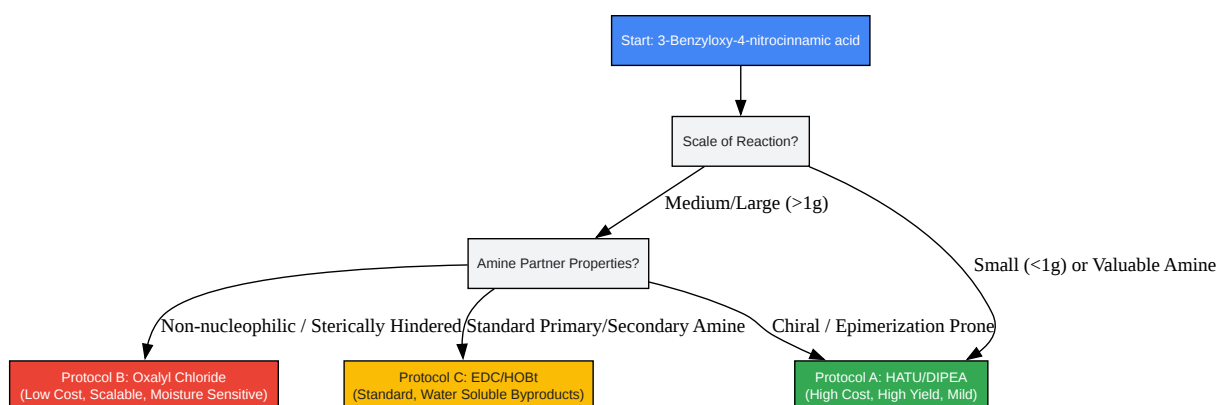 Start: 3-Benzyloxy-4-nitrocinnamic acid
Scale of Reaction?
Medium/Large (>1g)
Amine Partner Properties?
Small (<1g) or Valuable Amine
Non-nucleophilic / Sterically Hindered
Standard Primary/Secondary Amine
Chiral / Epimerization Prone
Protocol B: Oxalyl Chloride
(Low Cost, Scalable, Moisture Sensitive)
Protocol C: EDC/HOBt
(Standard, Water Soluble Byproducts)
Protocol A: HATU/DIPEA
(High Cost, High Yield, Mild)